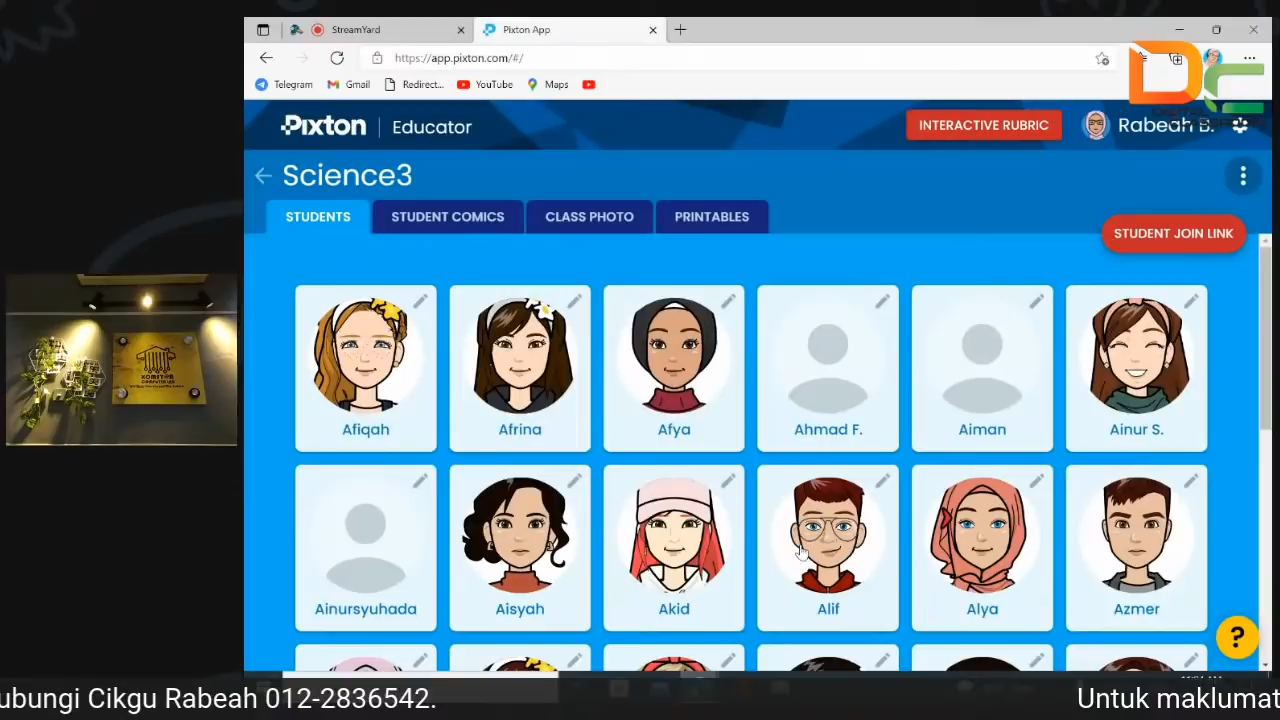 StreamYard
Pixton App
https://app.pixton.com/#/
Telegram
Gmail
Redirect...
YouTube
Maps
Pixton Educator
INTERACTIVE RUBRIC
Rabeah B.
Science3
STUDENTS
STUDENT COMICS
CLASS PHOTO
PRINTABLES
STUDENT JOIN LINK
Afiqah
Afrina
Afya
Ahmad F.
Aiman
Ainur S.
Ainursyuhada
Aisyah
Akid
Alif
Alya
Azmer
?
ubungi Cikgu Rabeah 012-2836542.
Untuk maklumat